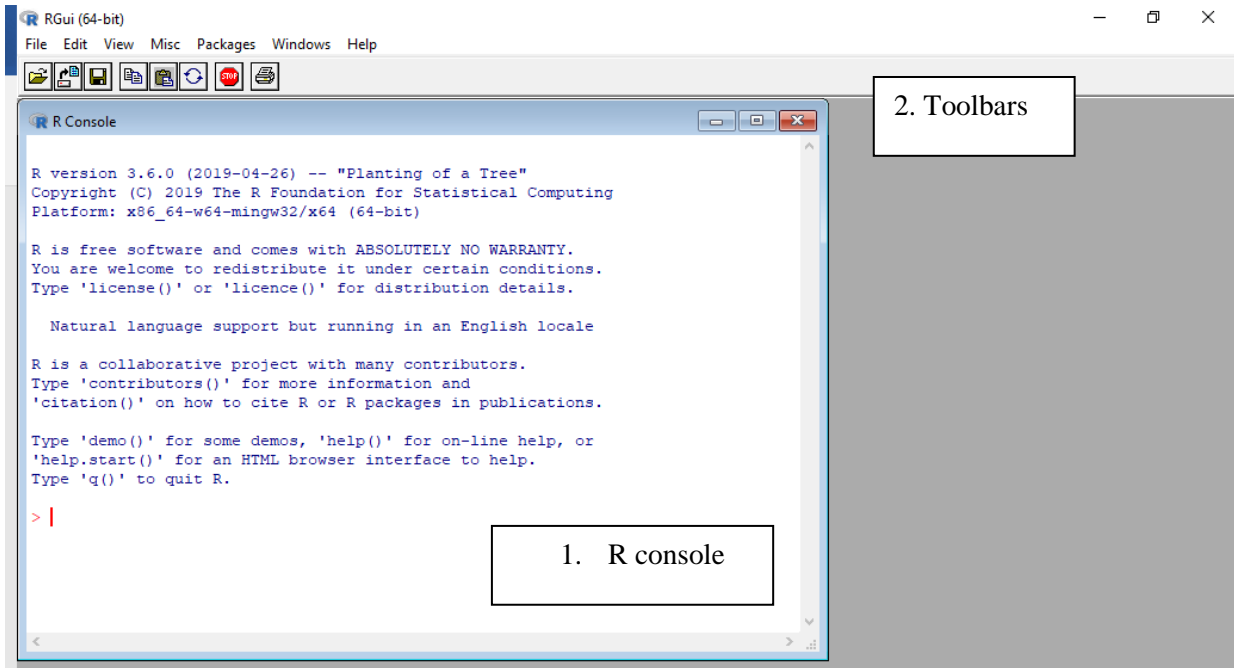 RGui (64-bit)
File Edit View Misc Packages Windows Help
STOP
2. Toolbars
R Console
R version 3.6.0 (2019-04-26) -- "Planting of a Tree"
Copyright (C) 2019 The R Foundation for Statistical Computing
Platform: x86_64-w64-mingw32/x64 (64-bit)
R is free software and comes with ABSOLUTELY NO WARRANTY.
You are welcome to redistribute it under certain conditions.
Type 'license()' or 'licence()' for distribution details.
Natural language support but running in an English locale
R is a collaborative project with many contributors.
Type 'contributors()' for more information and
'citation()' on how to cite R or R packages in publications.
Type 'demo()' for some demos, 'help()' for on-line help, or
'help.start()' for an HTML browser interface to help.
Type 'q()' to quit R.
>
1. R console